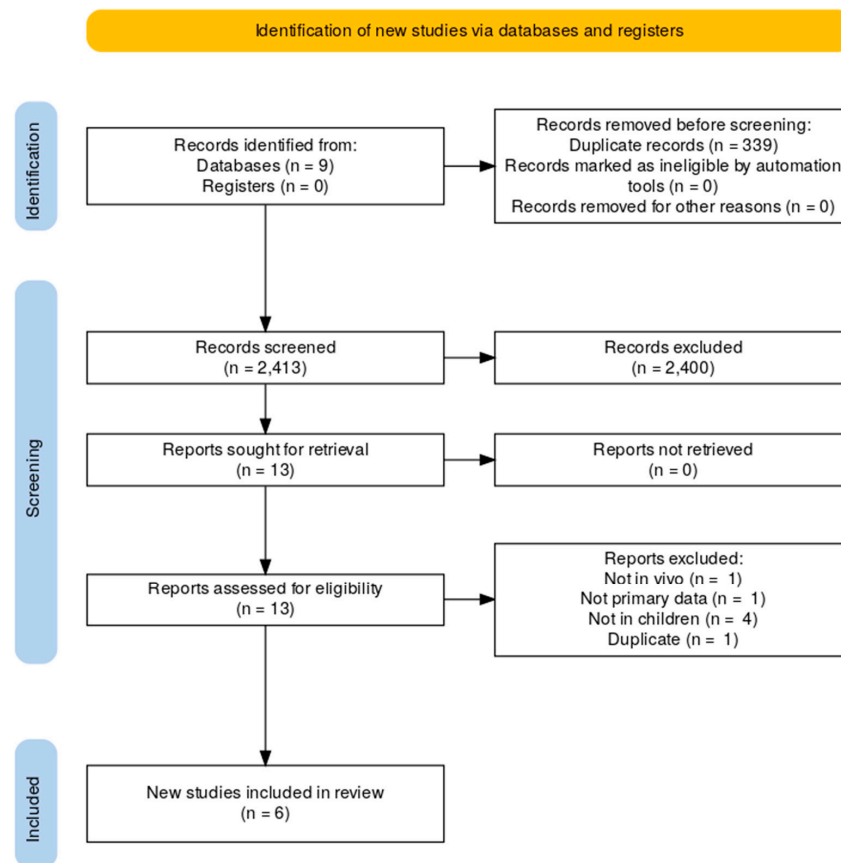 Identification of new studies via databases and registers
Identification
Records identified from:
Databases (n = 9)
Registers (n = 0)
Records removed before screening:
Duplicate records (n = 339)
Records marked as ineligible by automation
tools (n = 0)
Records removed for other reasons (n = 0)
Screening
Records screened
(n = 2,413)
Records excluded
(n = 2,400)
Reports sought for retrieval
(n = 13)
Reports not retrieved
(n = 0)
Reports assessed for eligibility
(n = 13)
Reports excluded:
Not in vivo (n =  1)
Not primary data (n =  1)
Not in children (n =  4)
Duplicate (n =  1)
Included
New studies included in review
(n = 6)